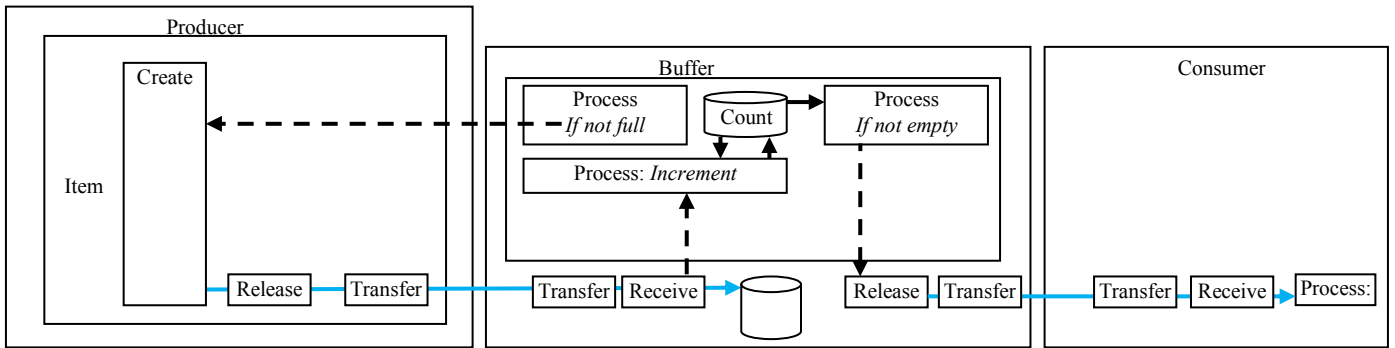 Producer
Item
Create
Release
Transfer
Buffer
Process
If not full
Count
Process
If not empty
Process: Increment
Transfer
Receive
Release
Transfer
Consumer
Transfer
Receive
Process: